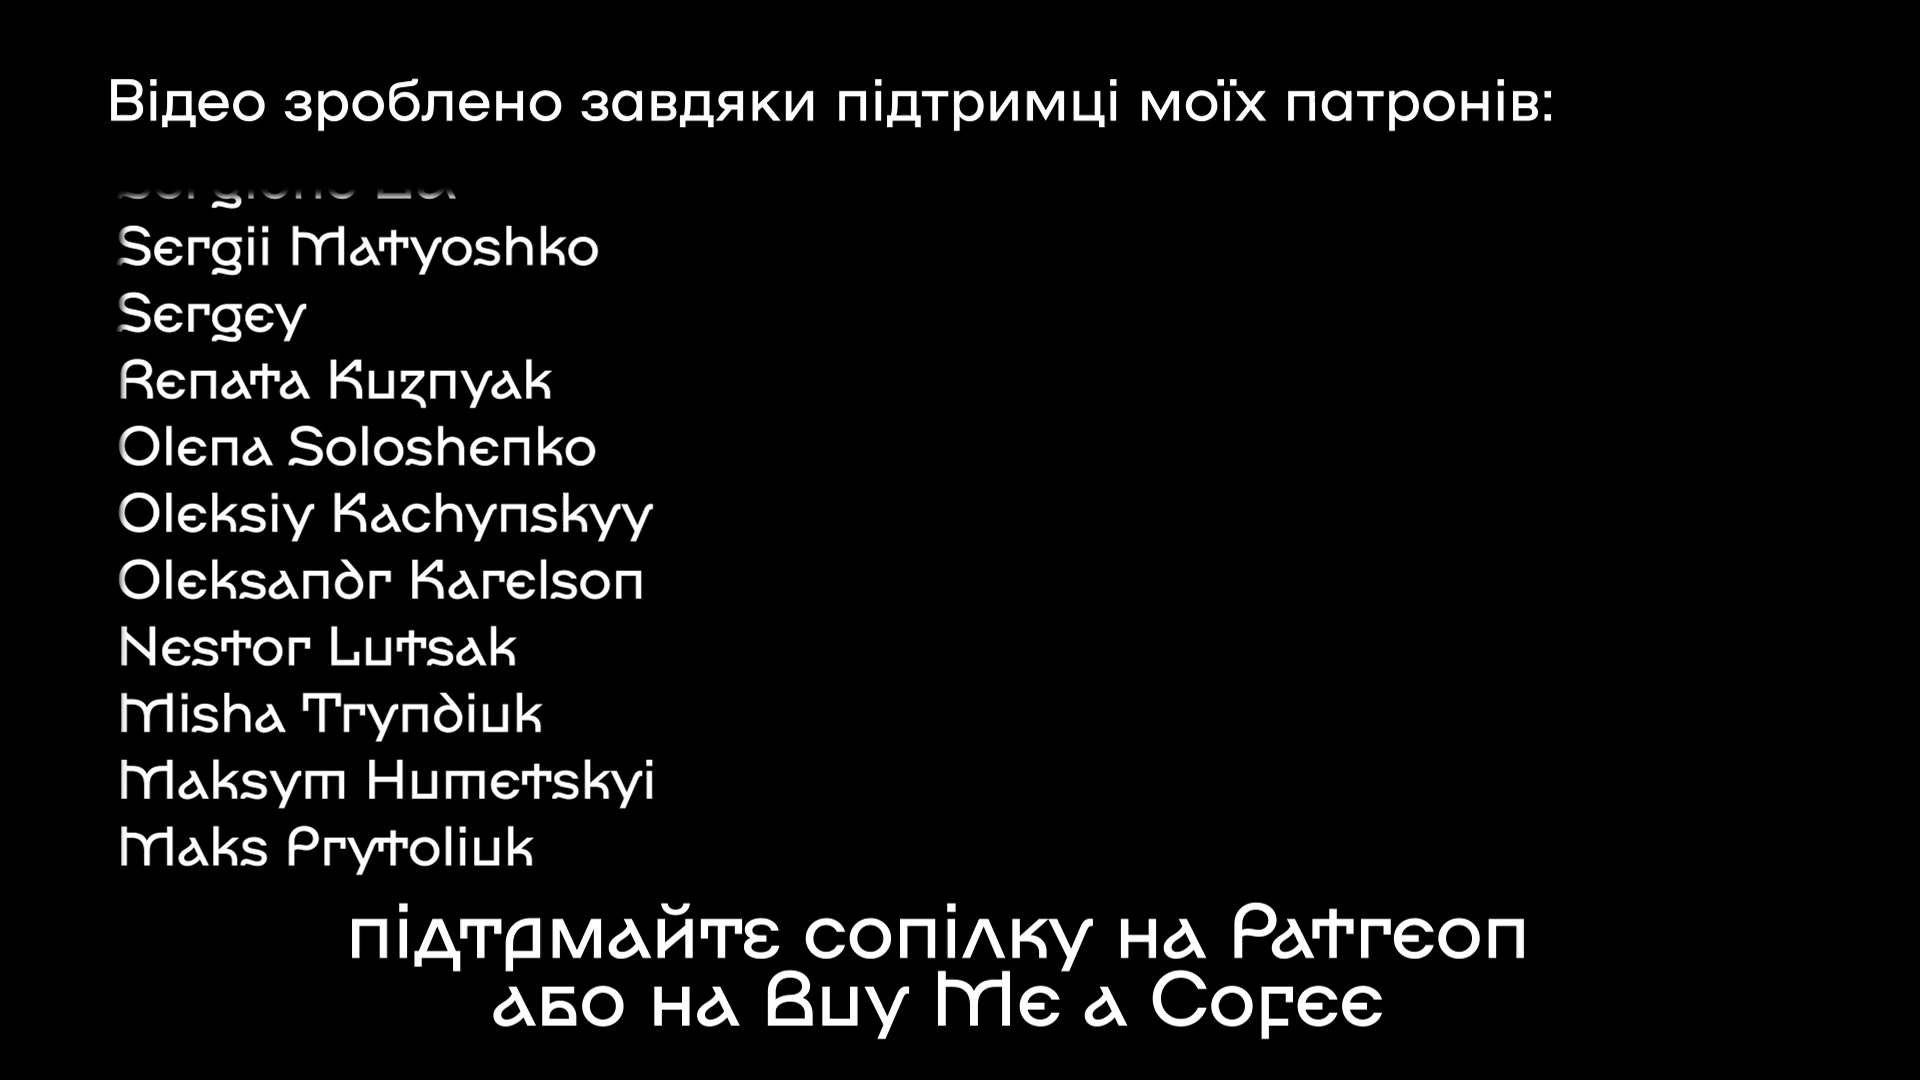 Відео зроблено завдяки підтримці моїх патронів:
Sergii Matyoshko
Sergey
Renata Kuznyak
Olena Soloshenko
Oleksiy Kachynskyy
Oleksandr Karelson
Nestor Lutsak
Misha Tryndiuk
Maksym Humetskyi
Maks Prytoliuk
підтрмайте сопілку на Patreon
або на Buy Me a Cofee